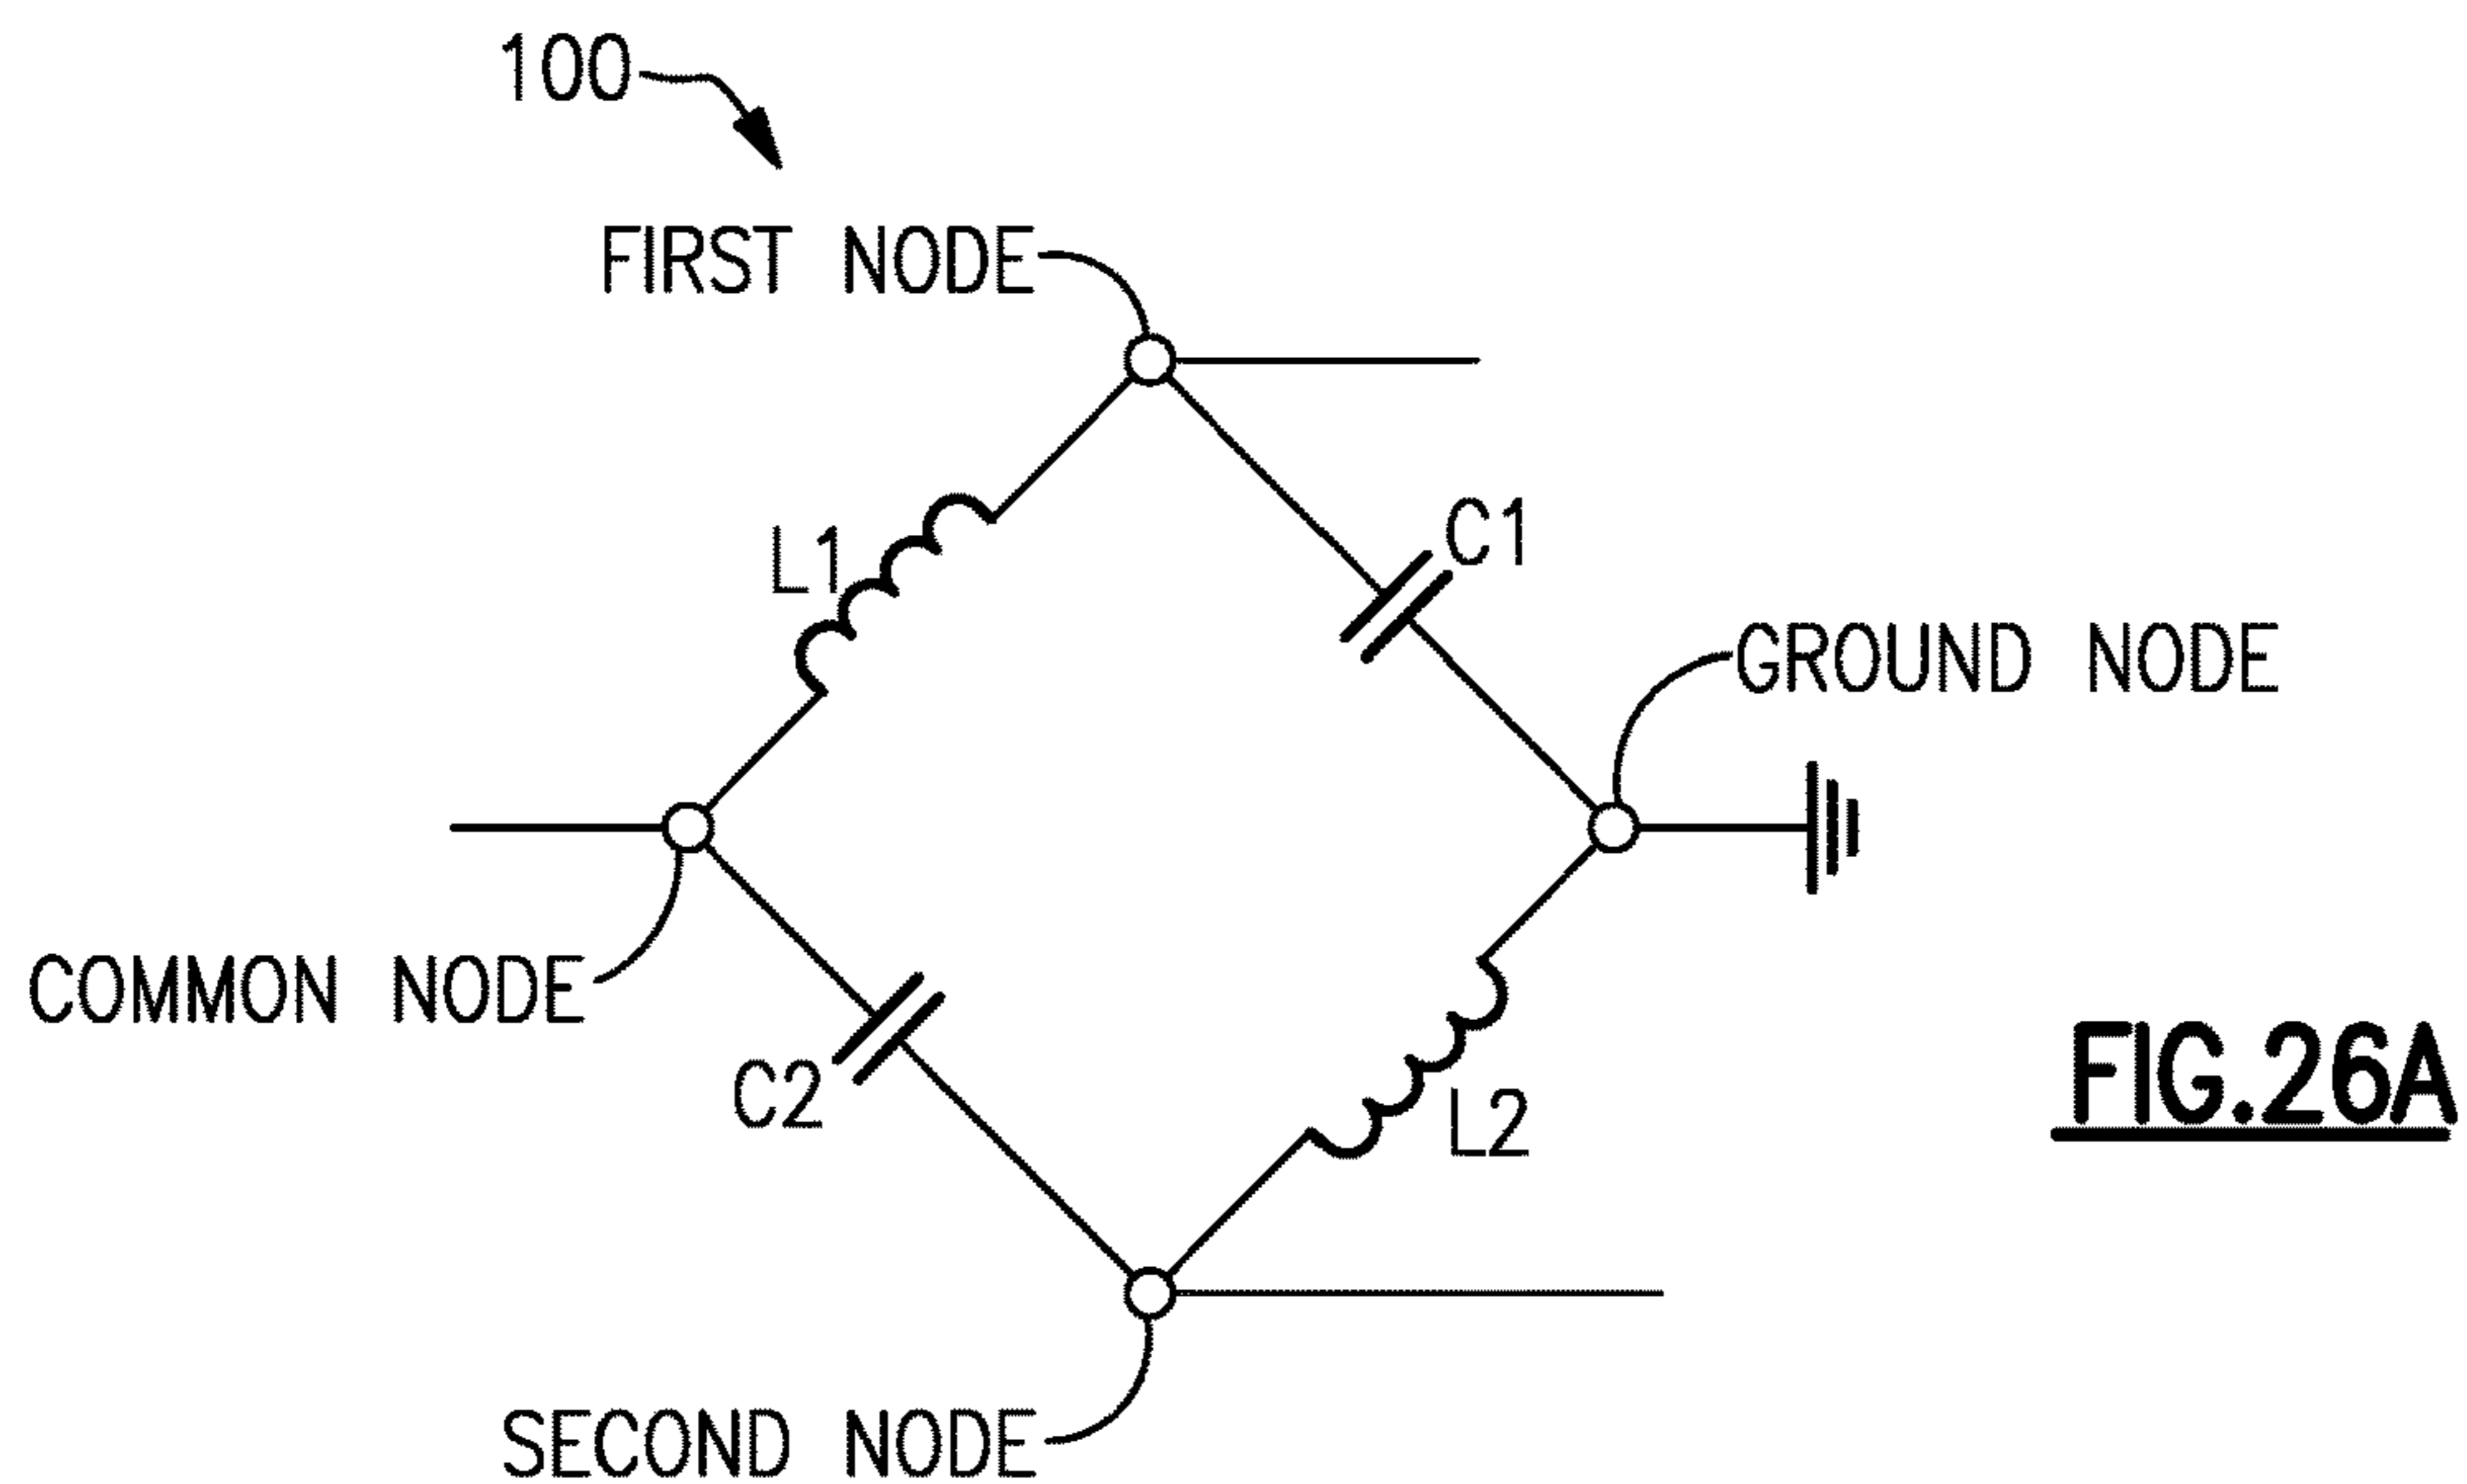 100
FIRST NODE
L1
C1
GROUND NODE
COMMON NODE
C2
L2
FIG.26A
SECOND NODE